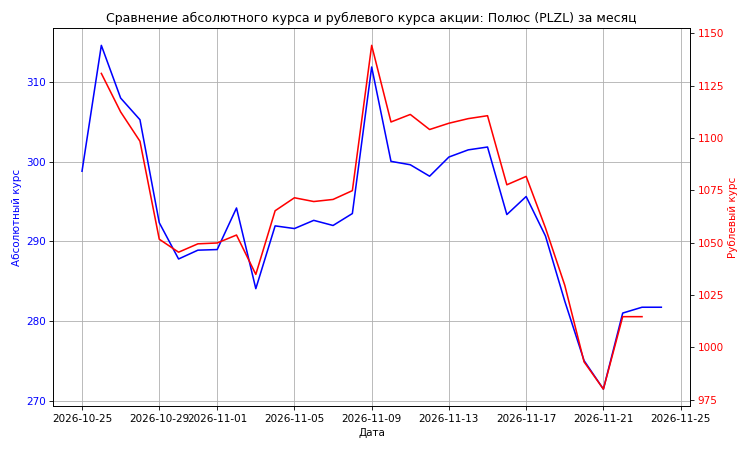 Сравнение абсолютного курса и рублевого курса акции: Полюс (PLZL) за месяц
310
300
290
280
270
Абсолютный курс
1150
1125
1100
1075
1050
1025
1000
975
Рублевый курс
2026-10-25 2026-10-29 2026-11-01 2026-11-05 2026-11-09 2026-11-13 2026-11-17 2026-11-21 2026-11-25
Дата